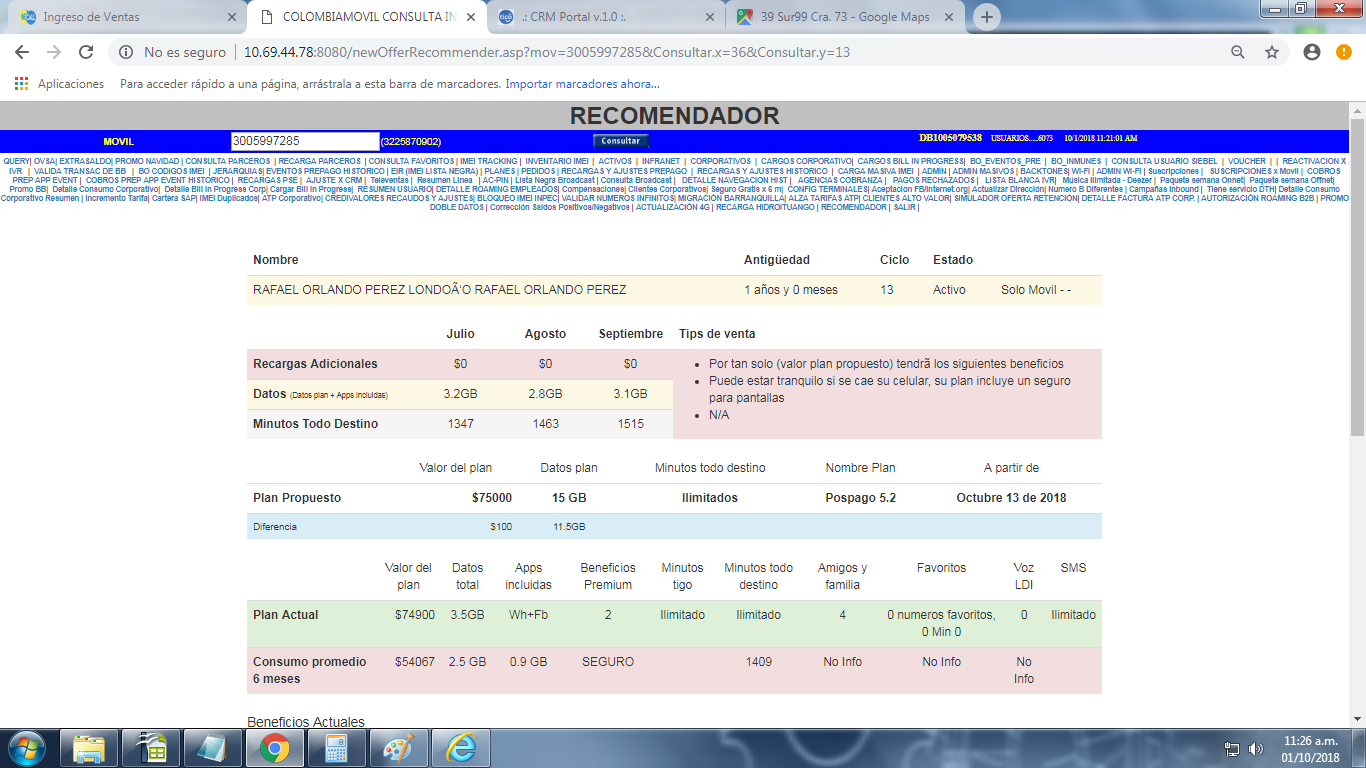 Ingreso de Ventas
COLOMBIAMOVIL CONSULTA IN
.: CRM Portal v.1.0 :.
39 Sur99 Cra. 73 - Google Maps
No es seguro | 10.69.44.78:8080/newOfferRecommender.asp?mov=3005997285&Consultar.x=36&Consultar.y=13
Aplicaciones Para acceder rápido a una página, arrástrala a esta barra de marcadores. Importar marcadores ahora...
RECOMENDADOR
MOVIL 3005997285 (3225870902) Consultar DB1005079538 USUARIOS.....6073 10/1/2018 11:21:01 AM
QUERY| OVSA| EXTRASALDO| PROMO NAVIDAD | CONSULTA PARCEROS | RECARGA PARCEROS | CONSULTA FAVORITOS | IMEI TRACKING | INVENTARIO IMEI | ACTIVOS | INFRANET | CORPORATIVOS | CARGOS CORPORATIVO| CARGOS BILL IN PROGRESS| BO_EVENTOS_PRE | BO_INMUNES | CONSULTA USUARIO SIEBEL | VOUCHER | | REACTIVACION X
IVR | VALIDA TRANSAC DE BB | BO CODIGOS IMEI | JERARQUIAS| EVENTOS PREPAGO HISTORICO | EIR (IMEI LISTA NEGRA) | PLANES | PEDIDOS | RECARGAS Y AJUSTES PREPAGO | RECARGAS Y AJUSTES HISTORICO | CARGA MASIVA IMEI | ADMIN | ADMIN MASIVOS | BACKTONES| WI-FI | ADMIN WI-FI | Suscripciones | SUSCRIPCIONES x Movil | COBROS
PREP APP EVENT | COBROS PREP APP EVENT HISTORICO | RECARGAS PSE | AJUSTE X CRM | Televentas | Resumen Linea | AC-PIN | Lista Negra Broadcast | Consulta Broadcast | DETALLE NAVEGACION HIST | AGENCIAS COBRANZA | PAGOS RECHAZADOS | LISTA BLANCA IVR| Música Ilimitada - Deezer | Paquete semana Onnet| Paquete semana Offnet|
Promo BB| Detalle Consumo Corporativo| Detalle Bill in Progress Corp| Cargar Bill in Progress| RESUMEN USUARIO| DETALLE ROAMING EMPLEADOS| Compensaciones| Clientes Corporativos| Seguro Gratis x 6 m| CONFIG TERMINALES| Aceptacion FB/Internet.org| Actualizar Dirección| Numero B Diferentes | Campañas Inbound | Tiene servicio DTH| Detalle Consumo
Corporativo Resumen | Incremento Tarifa| Cartera SAP| IMEI Duplicados| ATP Corporativo| CREDIVALORES RECAUDOS Y AJUSTES| BLOQUEO IMEI INPEC| VALIDAR NUMEROS INFINITOS| MIGRACIÓN BARRANQUILLA| ALZA TARIFAS ATP| CLIENTES ALTO VALOR| SIMULADOR OFERTA RETENCIÓN| DETALLE FACTURA ATP CORP. | AUTORIZACIÓN ROAMING B2B | PROMO
DOBLE DATOS | Corrección Saldos Positivos/Negativos | ACTUALIZACIÓN 4G | RECARGA HIDROITUANGO | RECOMENDADOR | SALIR |
Nombre Antigüedad Ciclo Estado
RAFAEL ORLANDO PEREZ LONDOÃ‘O RAFAEL ORLANDO PEREZ 1 años y 0 meses 13 Activo Solo Movil - -
Julio Agosto Septiembre Tips de venta
Recargas Adicionales $0 $0 $0
• Por tan solo (valor plan propuesto) tendrã los siguientes beneficios
• Puede estar tranquilo si se cae su celular, su plan incluye un seguro
para pantallas
• N/A
Datos (Datos plan + Apps incluidas) 3.2GB 2.8GB 3.1GB
Minutos Todo Destino 1347 1463 1515
Valor del plan Datos plan Minutos todo destino Nombre Plan A partir de
Plan Propuesto $75000 15 GB Ilimitados Pospago 5.2 Octubre 13 de 2018
Diferencia $100 11.5GB
Valor del plan Datos total Apps incluidas Beneficios Premium Minutos tigo Minutos todo destino Amigos y familia Favoritos Voz LDI SMS
Plan Actual $74900 3.5GB Wh+Fb 2 Ilimitado Ilimitado 4 0 numeros favoritos, 0 Min 0 0 Ilimitado
Consumo promedio 6 meses $54067 2.5 GB 0.9 GB SEGURO 1409 No Info No Info No Info
Beneficios Actuales
11:26 a.m.
01/10/2018